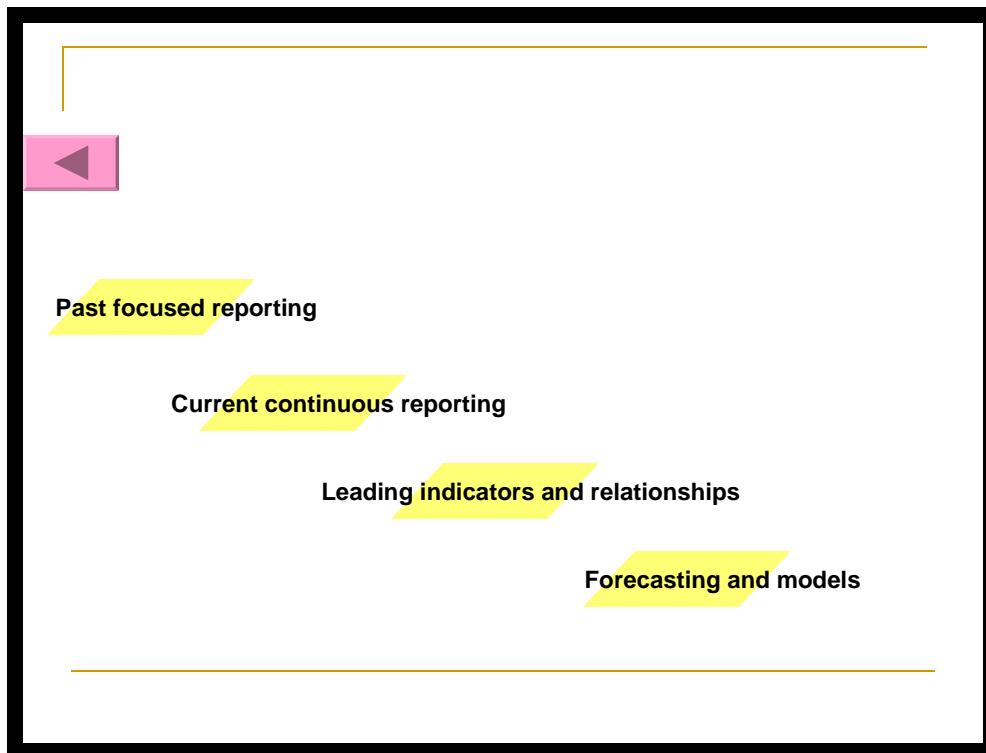 Past focused reporting
Current continuous reporting
Leading indicators and relationships
Forecasting and models